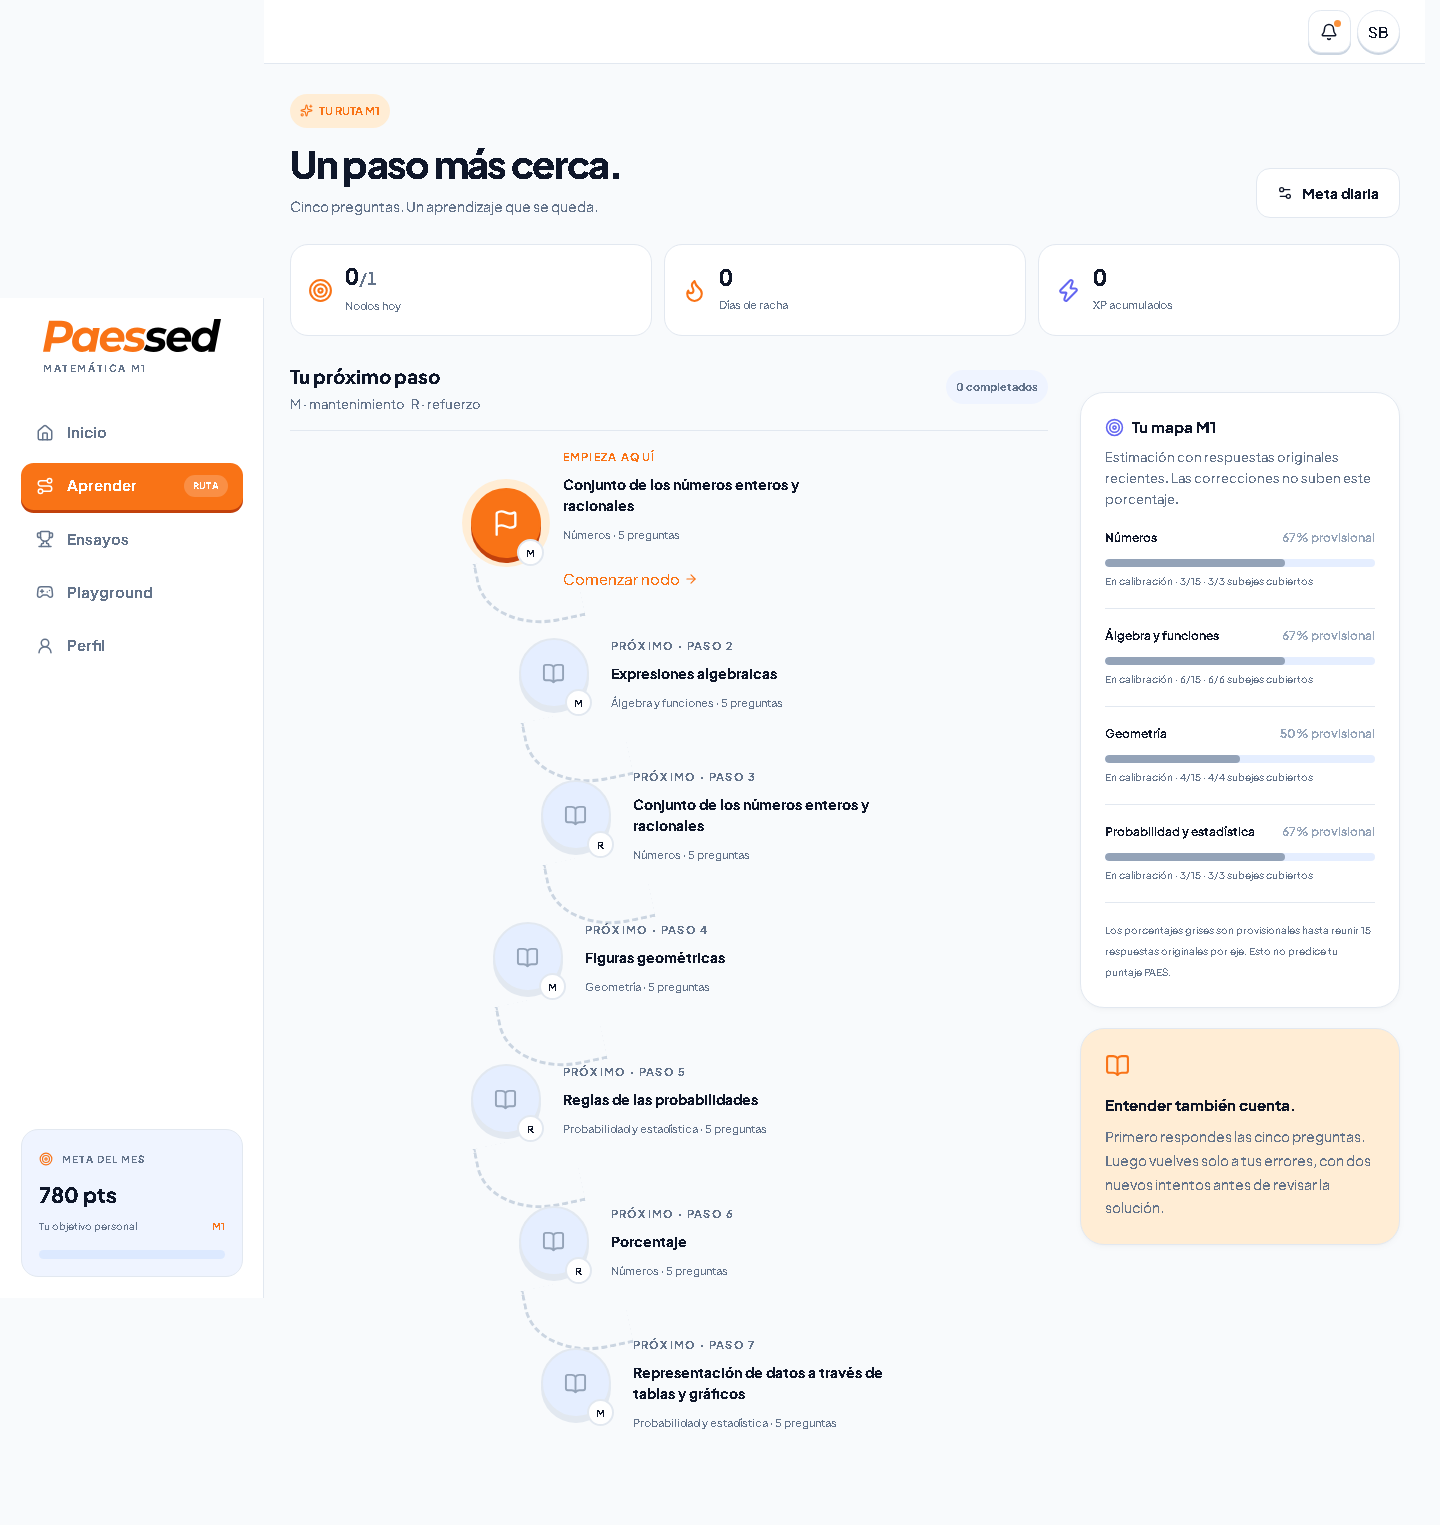 SB
TU RUTA M1
Un paso más cerca.
Cinco preguntas. Un aprendizaje que se queda.
Meta diaria
0/1
Nodos hoy
0
Días de racha
0
XP acumulados
Paessed
MATEMÁTICA M1
Inicio
Aprender RUTA
Ensayos
Playground
Perfil
META DEL MES
780 pts
Tu objetivo personal M1
Tu próximo paso
M · mantenimiento R · refuerzo
0 completados
EMPIEZA AQUÍ
Conjunto de los números enteros y
racionales
Números · 5 preguntas
M
Comenzar nodo →
PRÓXIMO · PASO 2
Expresiones algebraicas
Álgebra y funciones · 5 preguntas
M
PRÓXIMO · PASO 3
Conjunto de los números enteros y
racionales
Números · 5 preguntas
R
PRÓXIMO · PASO 4
Figuras geométricas
Geometría · 5 preguntas
M
PRÓXIMO · PASO 5
Reglas de las probabilidades
Probabilidad y estadística · 5 preguntas
R
PRÓXIMO · PASO 6
Porcentaje
Números · 5 preguntas
R
PRÓXIMO · PASO 7
Representación de datos a través de
tablas y gráficos
Probabilidad y estadística · 5 preguntas
M
Tu mapa M1
Estimación con respuestas originales
recientes. Las correcciones no suben este
porcentaje.
Números 67% provisional
En calibración · 3/15 · 3/3 subejes cubiertos
Álgebra y funciones 67% provisional
En calibración · 6/15 · 6/6 subejes cubiertos
Geometría 50% provisional
En calibración · 4/15 · 4/4 subejes cubiertos
Probabilidad y estadística 67% provisional
En calibración · 3/15 · 3/3 subejes cubiertos
Los porcentajes grises son provisionales hasta reunir 15
respuestas originales por eje. Esto no predice tu
puntaje PAES.
Entender también cuenta.
Primero respondes las cinco preguntas.
Luego vuelves solo a tus errores, con dos
nuevos intentos antes de revisar la
solución.